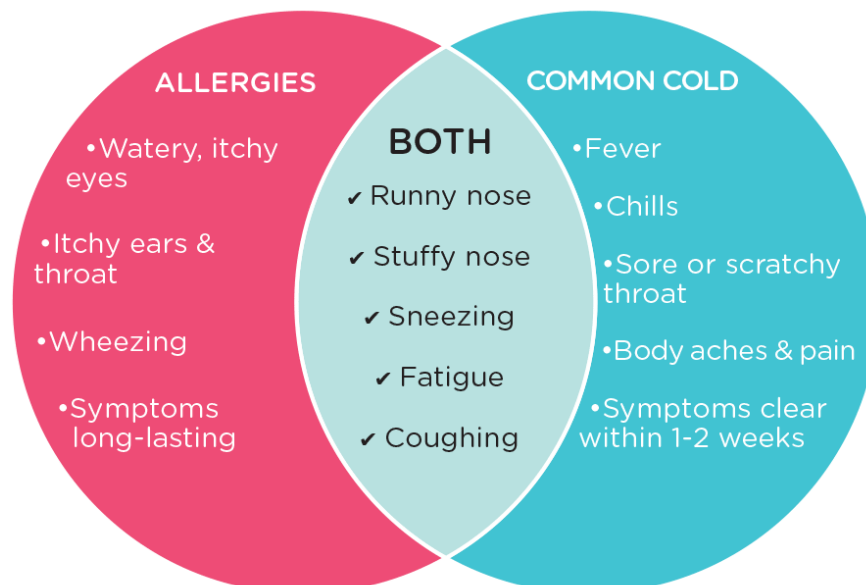 ALLERGIES
•Watery, itchy
eyes
•Itchy ears &
throat
•Wheezing
•Symptoms
long-lasting
BOTH
✔ Runny nose
✔ Stuffy nose
✔ Sneezing
✔ Fatigue
✔ Coughing
COMMON COLD
•Fever
•Chills
•Sore or scratchy
throat
•Body aches & pain
•Symptoms clear
within 1-2 weeks